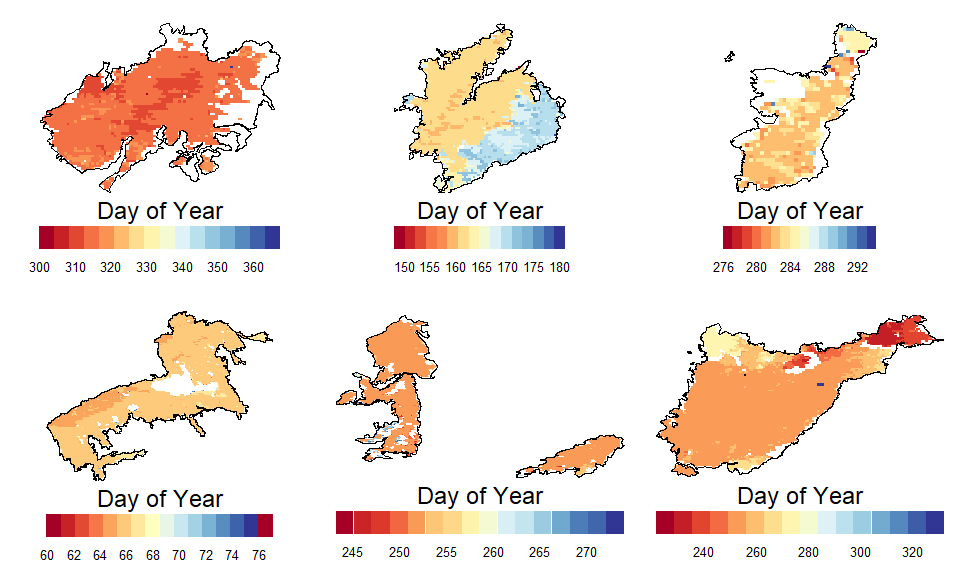 Day of Year
300 310 320 330 340 350 360
Day of Year
150 155 160 165 170 175 180
Day of Year
276 280 284 288 292
Day of Year
60 62 64 66 68 70 72 74 76
Day of Year
245 250 255 260 265 270
Day of Year
240 260 280 300 320